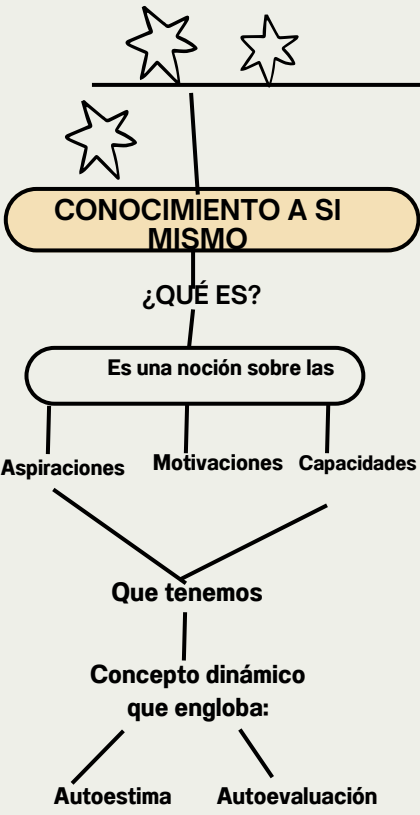 CONOCIMIENTO A SI
MISMO
¿QUÉ ES?
Es una noción sobre las
Aspiraciones
Motivaciones
Capacidades
Que tenemos
Concepto dinámico
que engloba:
Autoestima
Autoevaluación